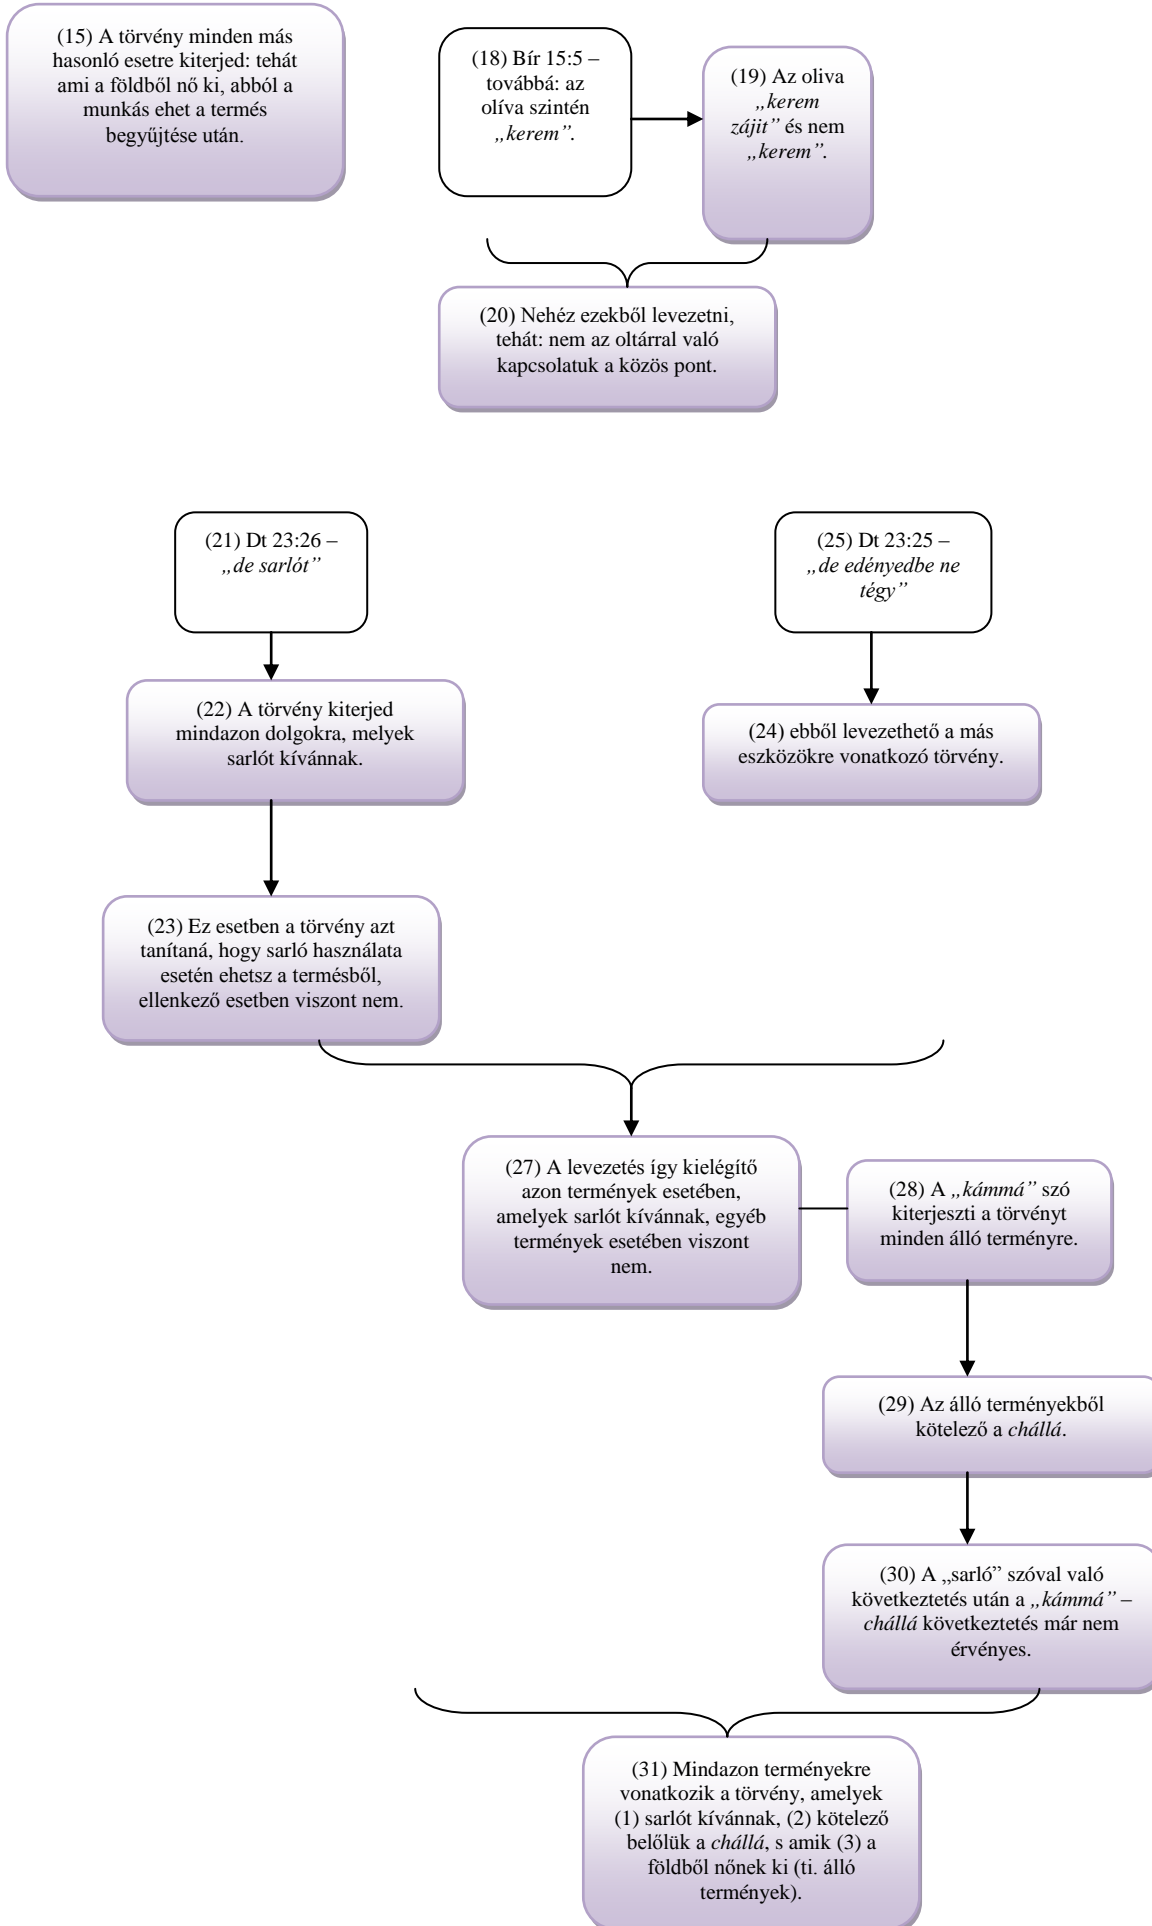 (15) A törvény minden más
hasonló esetre kiterjed: tehát
ami a földből nő ki, abból a
munkás ehet a termés
begyűjtése után.
(18) Bír 15:5 –
továbbá: az
olíva szintén
„kerem”.
(19) Az oliva
„kerem
zájit” és nem
„kerem”.
(20) Nehéz ezekből levezetni,
tehát: nem az oltárral való
kapcsolatuk a közös pont.
(21) Dt 23:26 –
„de sarlót”
(25) Dt 23:25 –
„de edényedbe ne
tégy”
(22) A törvény kiterjed
mindazon dolgokra, melyek
sarlót kívánnak.
(24) ebből levezethető a más
eszközökre vonatkozó törvény.
(23) Ez esetben a törvény azt
tanítaná, hogy sarló használata
esetén ehetsz a termésből,
ellenkező esetben viszont nem.
(27) A levezetés így kielégítő
azon termények esetében,
amelyek sarlót kívánnak, egyéb
termények esetében viszont
nem.
(28) A „kámmá” szó
kiterjeszti a törvényt
minden álló terményre.
(29) Az álló terményekből
kötelező a chállá.
(30) A „sarló” szóval való
következtetés után a „kámmá” –
chállá következtetés már nem
érvényes.
(31) Mindazon terményekre
vonatkozik a törvény, amelyek
(1) sarlót kívánnak, (2) kötelező
belőlük a chállá, s amik (3) a
földből nőnek ki (ti. álló
termények).